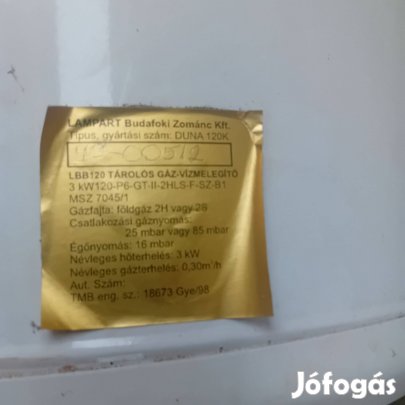 LAMPART Budafoki Zománc Kft.
Típus, gyártási szám: DUNA 120K
00512
LBB120 TÁROLÓS GÁZ-VÍZMELEGÍTŐ
3 kW120-P6-GT-II-2HLS-F-SZ-B1
MSZ 7045/1
Gázfajta: földgáz 2H vagy 2S
Csatlakozási gáznyomás:
25 mbar vagy 85 mbar
Égőnyomás: 16 mbar
Névleges hőterhelés: 3 kW
Névleges gázterhelés: 0,30m³/h
Aut. Szám:
TMB eng. sz.: 18673 Gye/98
Jófogás